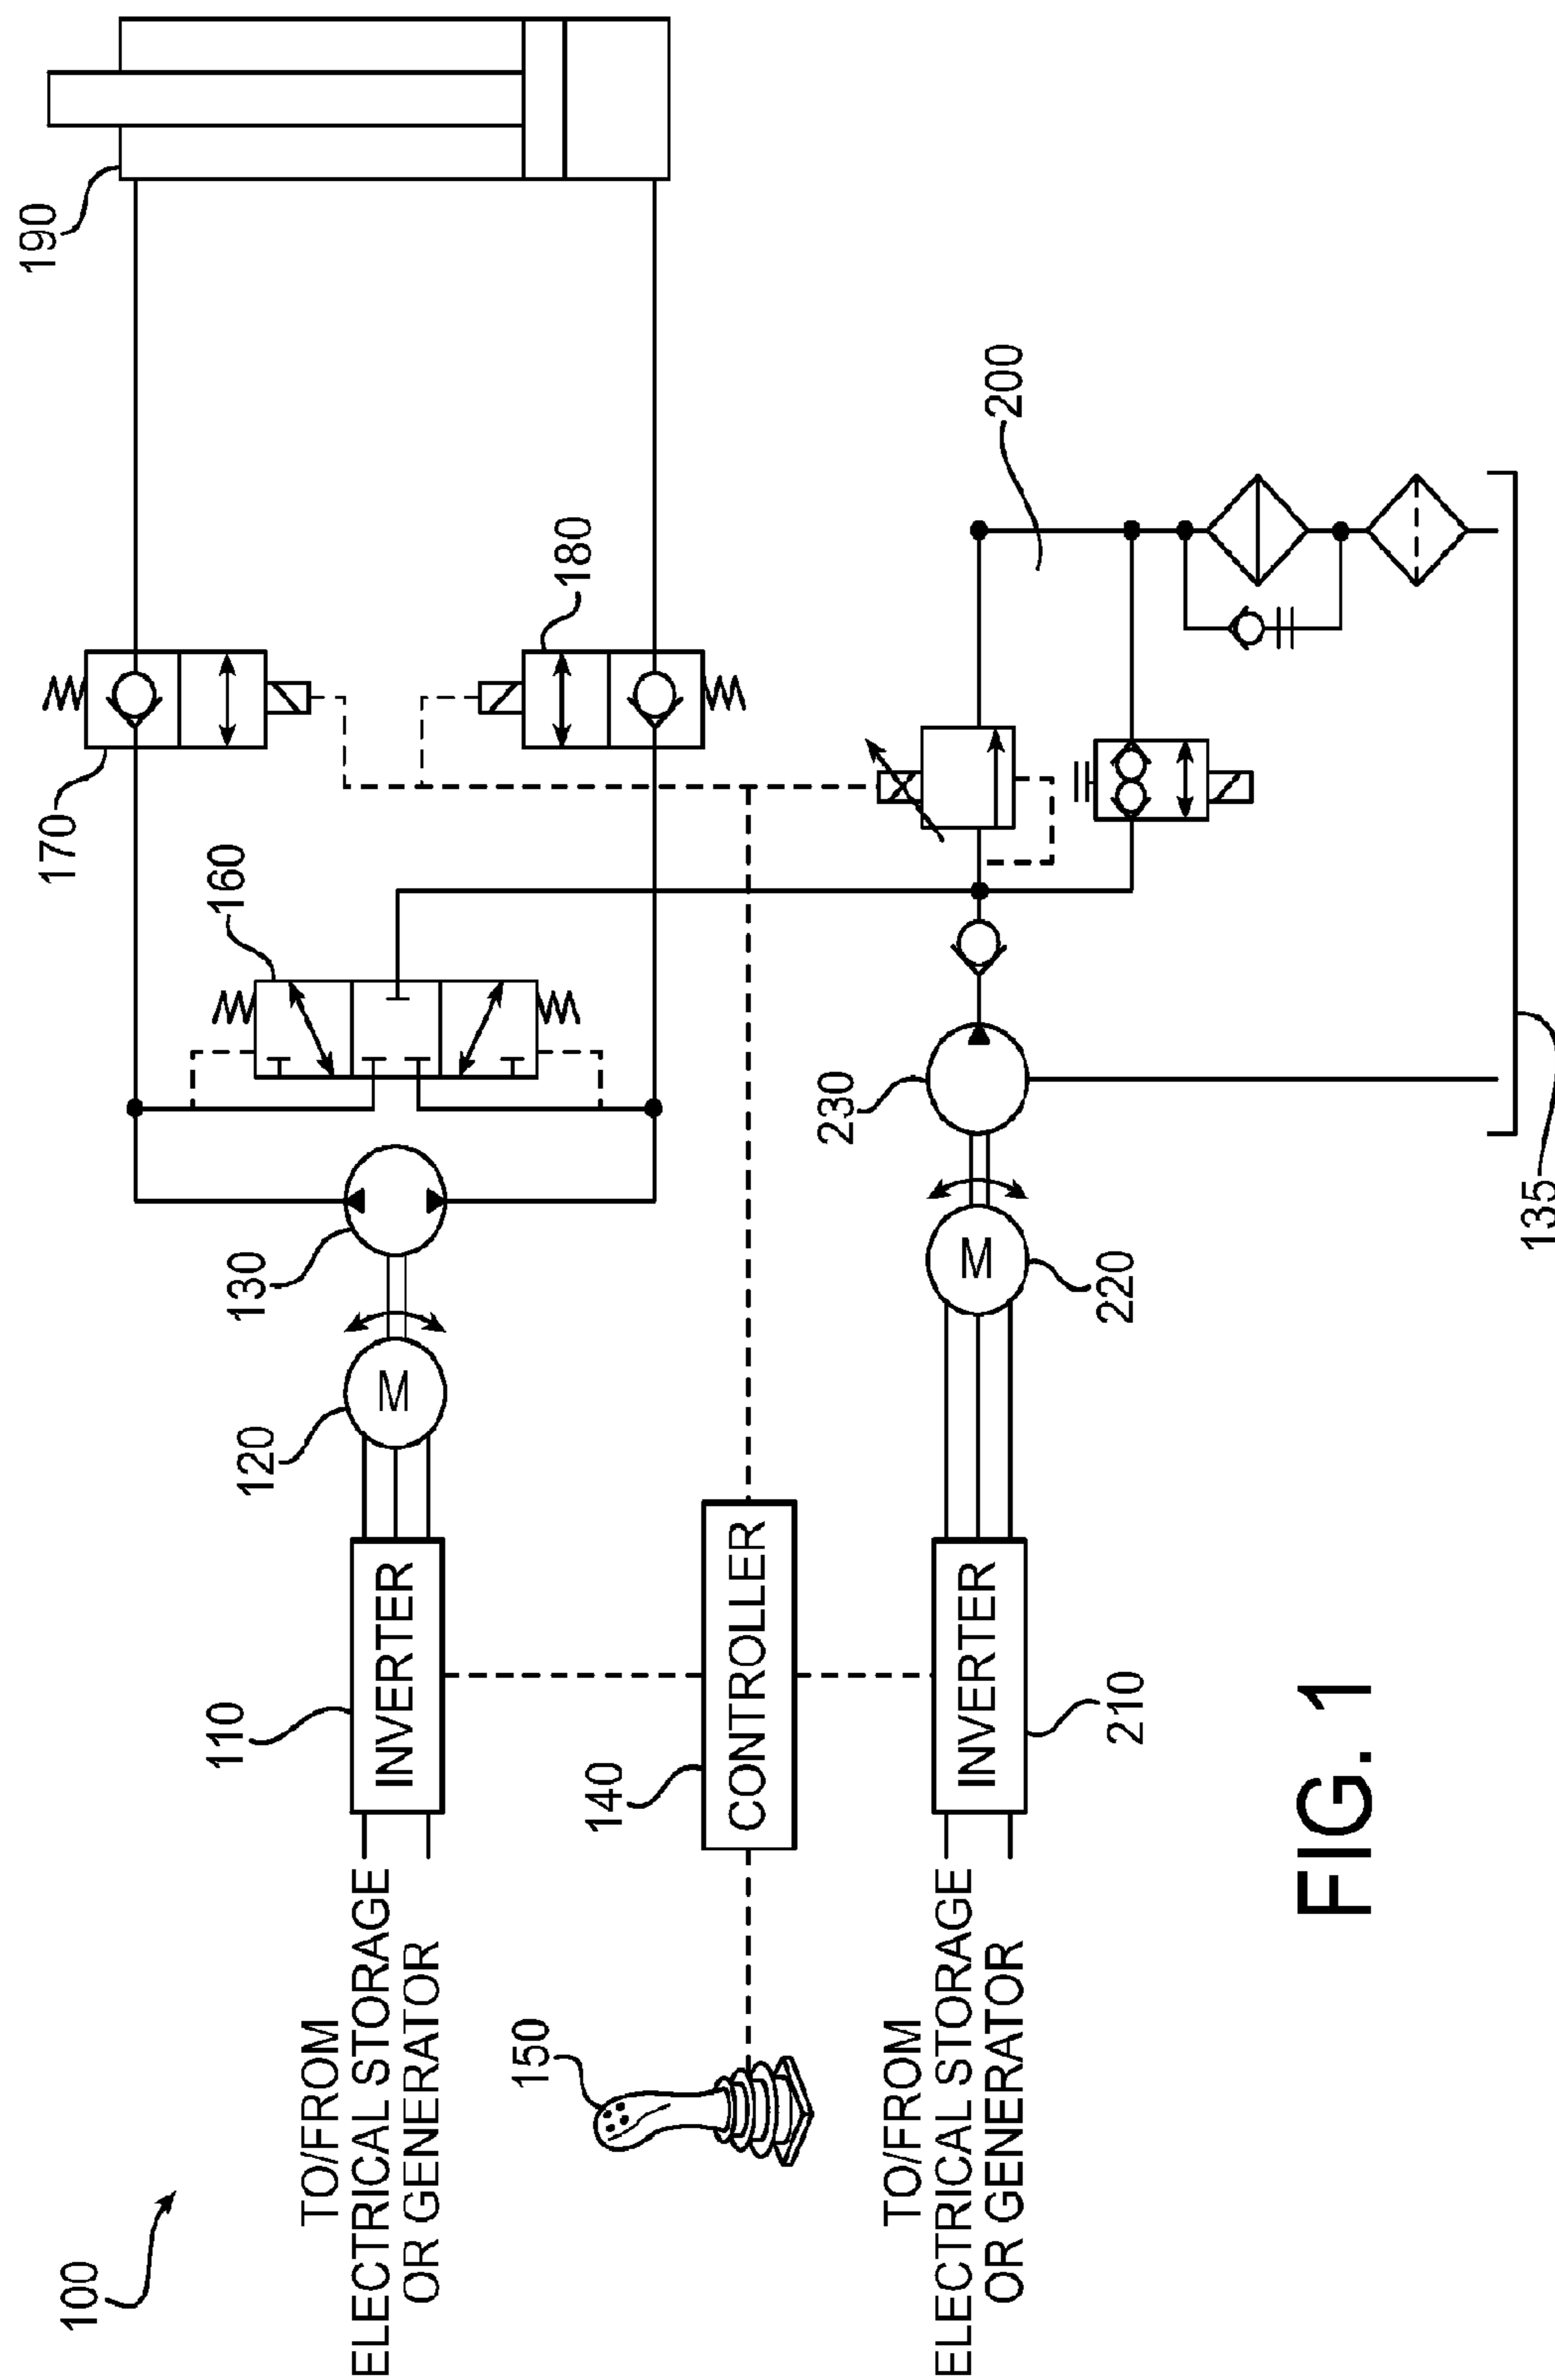 100
TO/FROM
ELECTRICAL STORAGE
OR GENERATOR
110
INVERTER
120
M
130
160
170
180
190
150
140
CONTROLLER
TO/FROM
ELECTRICAL STORAGE
OR GENERATOR
210
INVERTER
220
M
230
200
135
FIG. 1